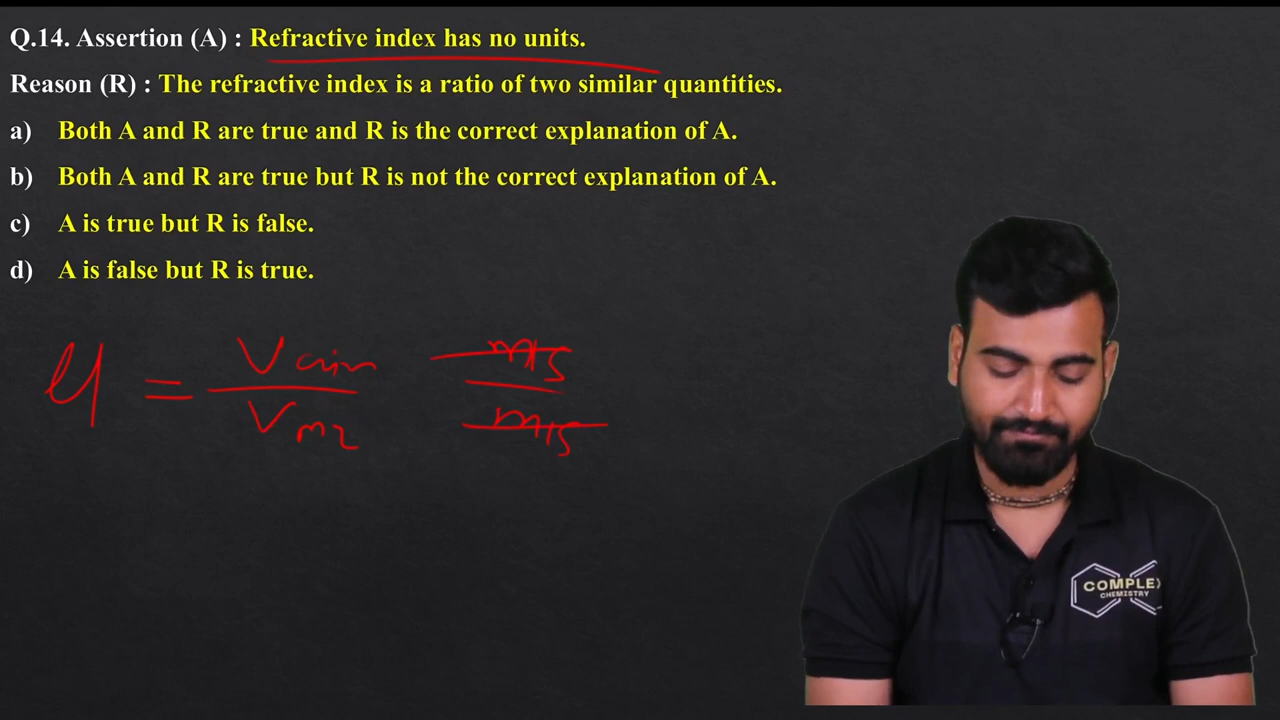 Q.14. Assertion (A) : Refractive index has no units.
Reason (R) : The refractive index is a ratio of two similar quantities.
a) Both A and R are true and R is the correct explanation of A.
b) Both A and R are true but R is not the correct explanation of A.
c) A is true but R is false.
d) A is false but R is true.
μ = Vair m/s
Vm2 m/s
COMPLEX
CHEMISTRY